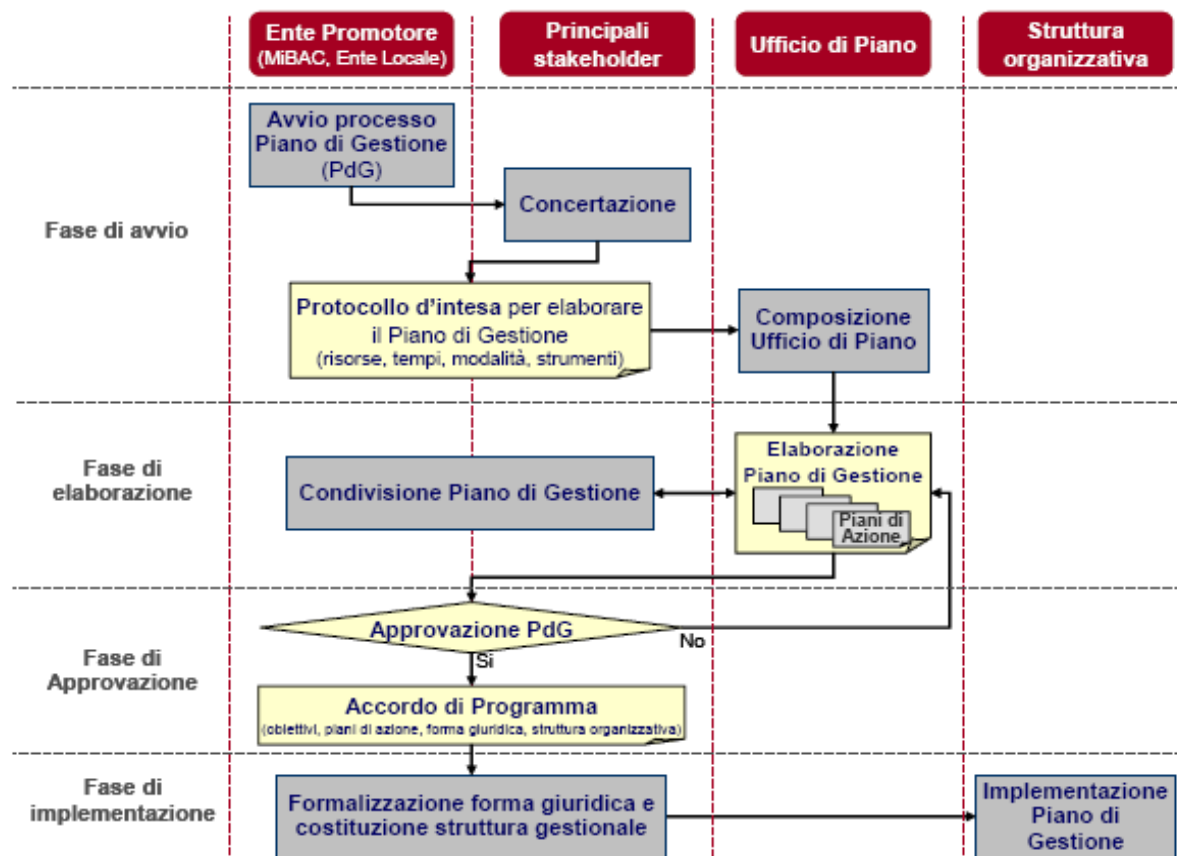 Ente Promotore
(MiBAC, Ente Locale)
Principali
stakeholder
Ufficio di Piano
Struttura
organizzativa
Fase di avvio
Avvio processo
Piano di Gestione
(PdG)
Concertazione
Protocollo d'intesa per elaborare
il Piano di Gestione
(risorse, tempi, modalità, strumenti)
Composizione
Ufficio di Piano
Fase di
elaborazione
Condivisione Piano di Gestione
Elaborazione
Piano di Gestione
Piani di
Azione
Fase di
Approvazione
Approvazione PdG
No
Si
Accordo di Programma
(obiettivi, piani di azione, forma giuridica, struttura organizzativa)
Fase di
implementazione
Formalizzazione forma giuridica e
costituzione struttura gestionale
Implementazione
Piano di
Gestione